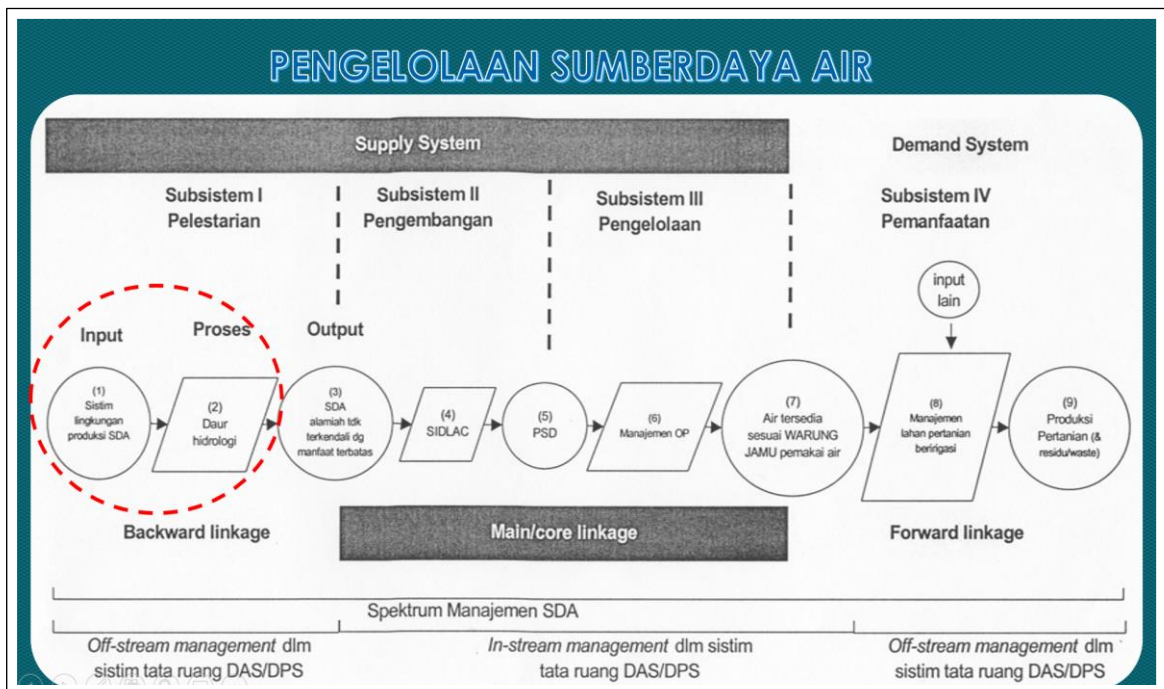 PENGELOLAAN SUMBERDAYA AIR
Supply System
Demand System
Subsistem I
Pelestarian
Subsistem II
Pengembangan
Subsistem III
Pengelolaan
Subsistem IV
Pemanfaatan
input
lain
Input
Proses
Output
(1)
Sistim
lingkungan
produksi SDA
(2)
Daur
hidrologi
(3)
SDA
alamiah tdk
terkendali dg
manfaat terbatas
(4)
SIDLAC
(5)
PSD
(6)
Manajemen OP
(7)
Air tersedia
sesuai WARUNG
JAMU pemakai air
(8)
Manajemen
lahan pertanian
beririgasi
(9)
Produksi
Pertanian (&
residu/waste)
Backward linkage
Main/core linkage
Forward linkage
Spektrum Manajemen SDA
Off-stream management dlm
sistim tata ruang DAS/DPS
In-stream management dlm sistim
tata ruang DAS/DPS
Off-stream management dlm
sistim tata ruang DAS/DPS